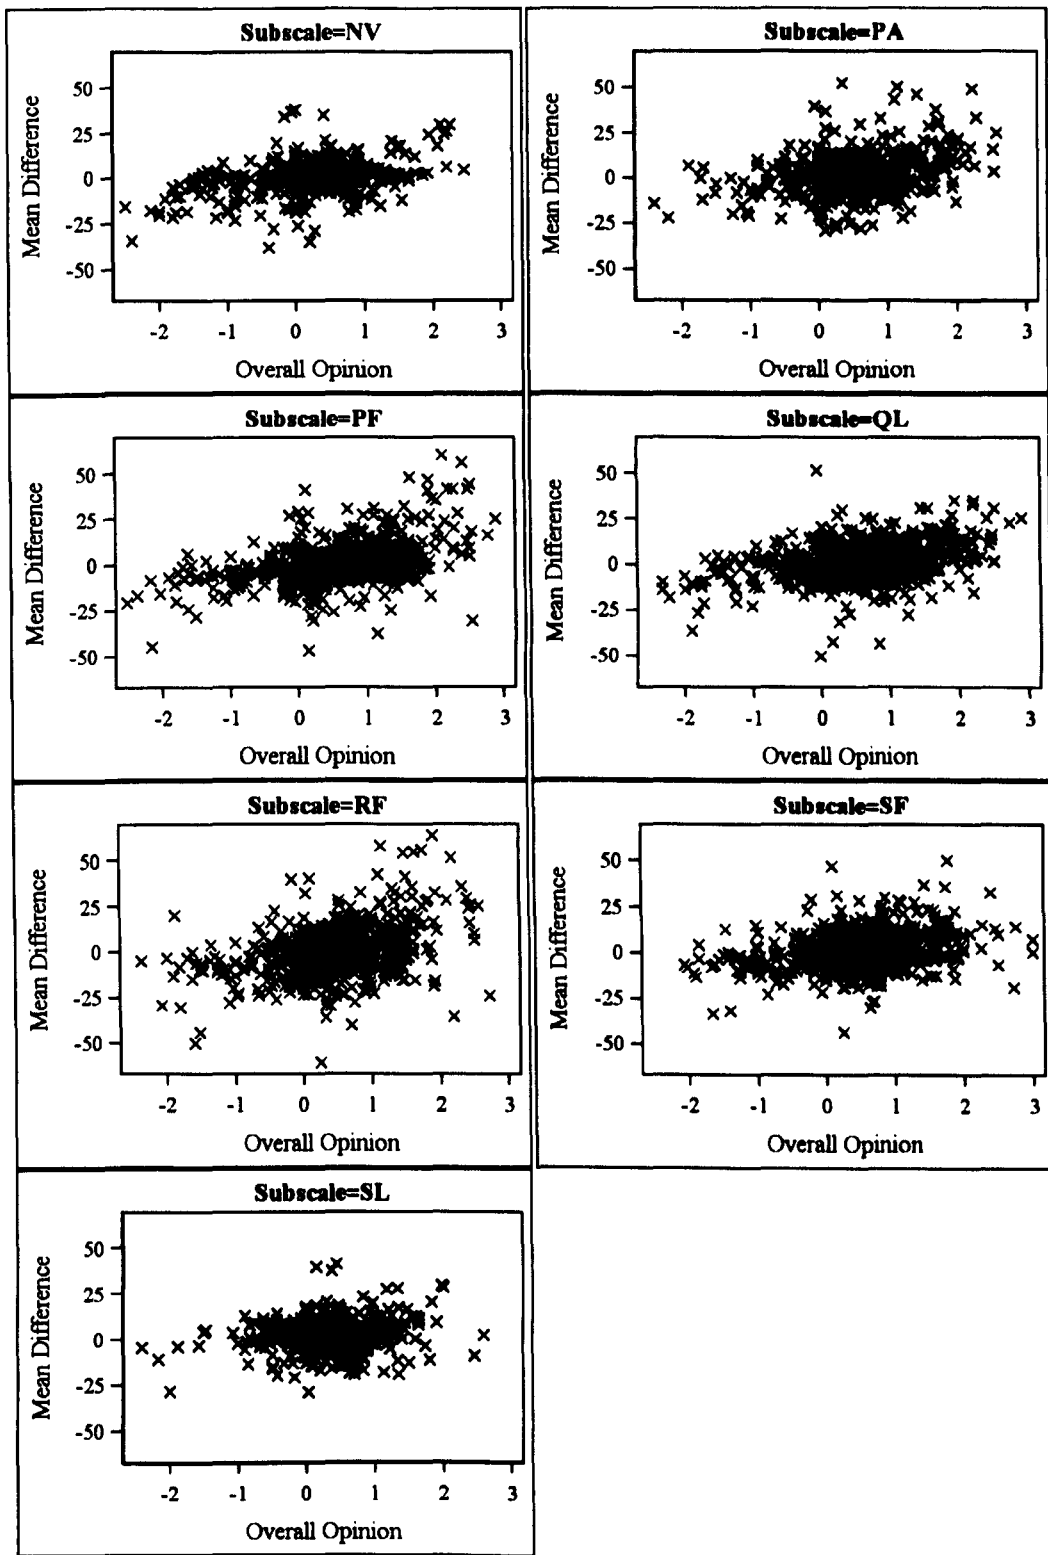 Subscale=NV
Mean Difference
50
25
0
-25
-50
-2 -1 0 1 2 3
Overall Opinion
Subscale=PA
Mean Difference
50
25
0
-25
-50
-2 -1 0 1 2 3
Overall Opinion
Subscale=PF
Mean Difference
50
25
0
-25
-50
-2 -1 0 1 2 3
Overall Opinion
Subscale=QL
Mean Difference
50
25
0
-25
-50
-2 -1 0 1 2 3
Overall Opinion
Subscale=RF
Mean Difference
50
25
0
-25
-50
-2 -1 0 1 2 3
Overall Opinion
Subscale=SF
Mean Difference
50
25
0
-25
-50
-2 -1 0 1 2 3
Overall Opinion
Subscale=SL
Mean Difference
50
25
0
-25
-50
-2 -1 0 1 2 3
Overall Opinion